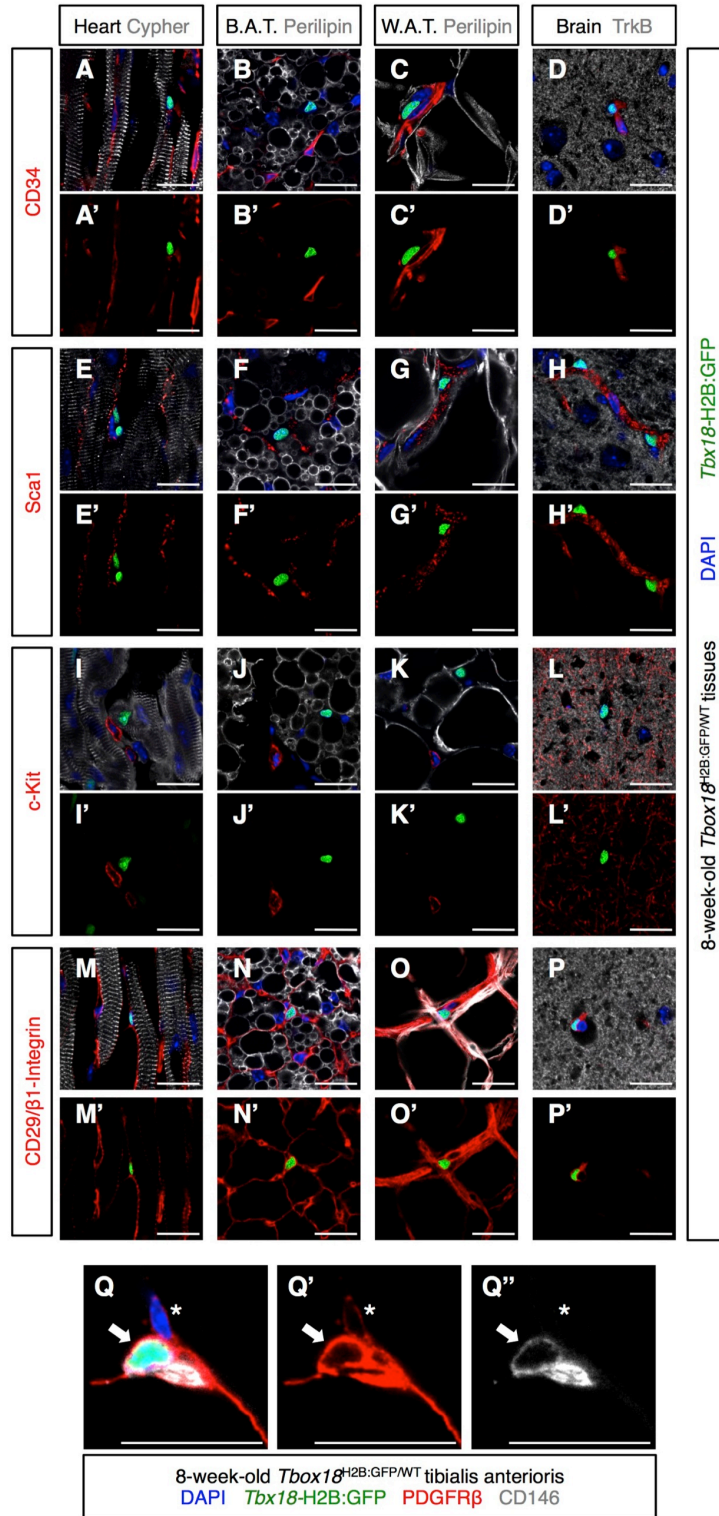 Heart Cypher
B.A.T. Perilipin
W.A.T. Perilipin
Brain TrkB
CD34
A
B
C
D
A’
B’
C’
D’
Sca1
E
F
G
H
E’
F’
G’
H’
c-Kit
I
J
K
L
I’
J’
K’
L’
CD29/β1-Integrin
M
N
O
P
M’
N’
O’
P’
8-week-old Tbox18H2B:GFP/WT tissues DAPI Tbx18-H2B:GFP
Q
*
Q’
*
Q’’
*
8-week-old Tbox18H2B:GFP/WT tibialis anterioris
DAPI Tbx18-H2B:GFP PDGFRβ CD146